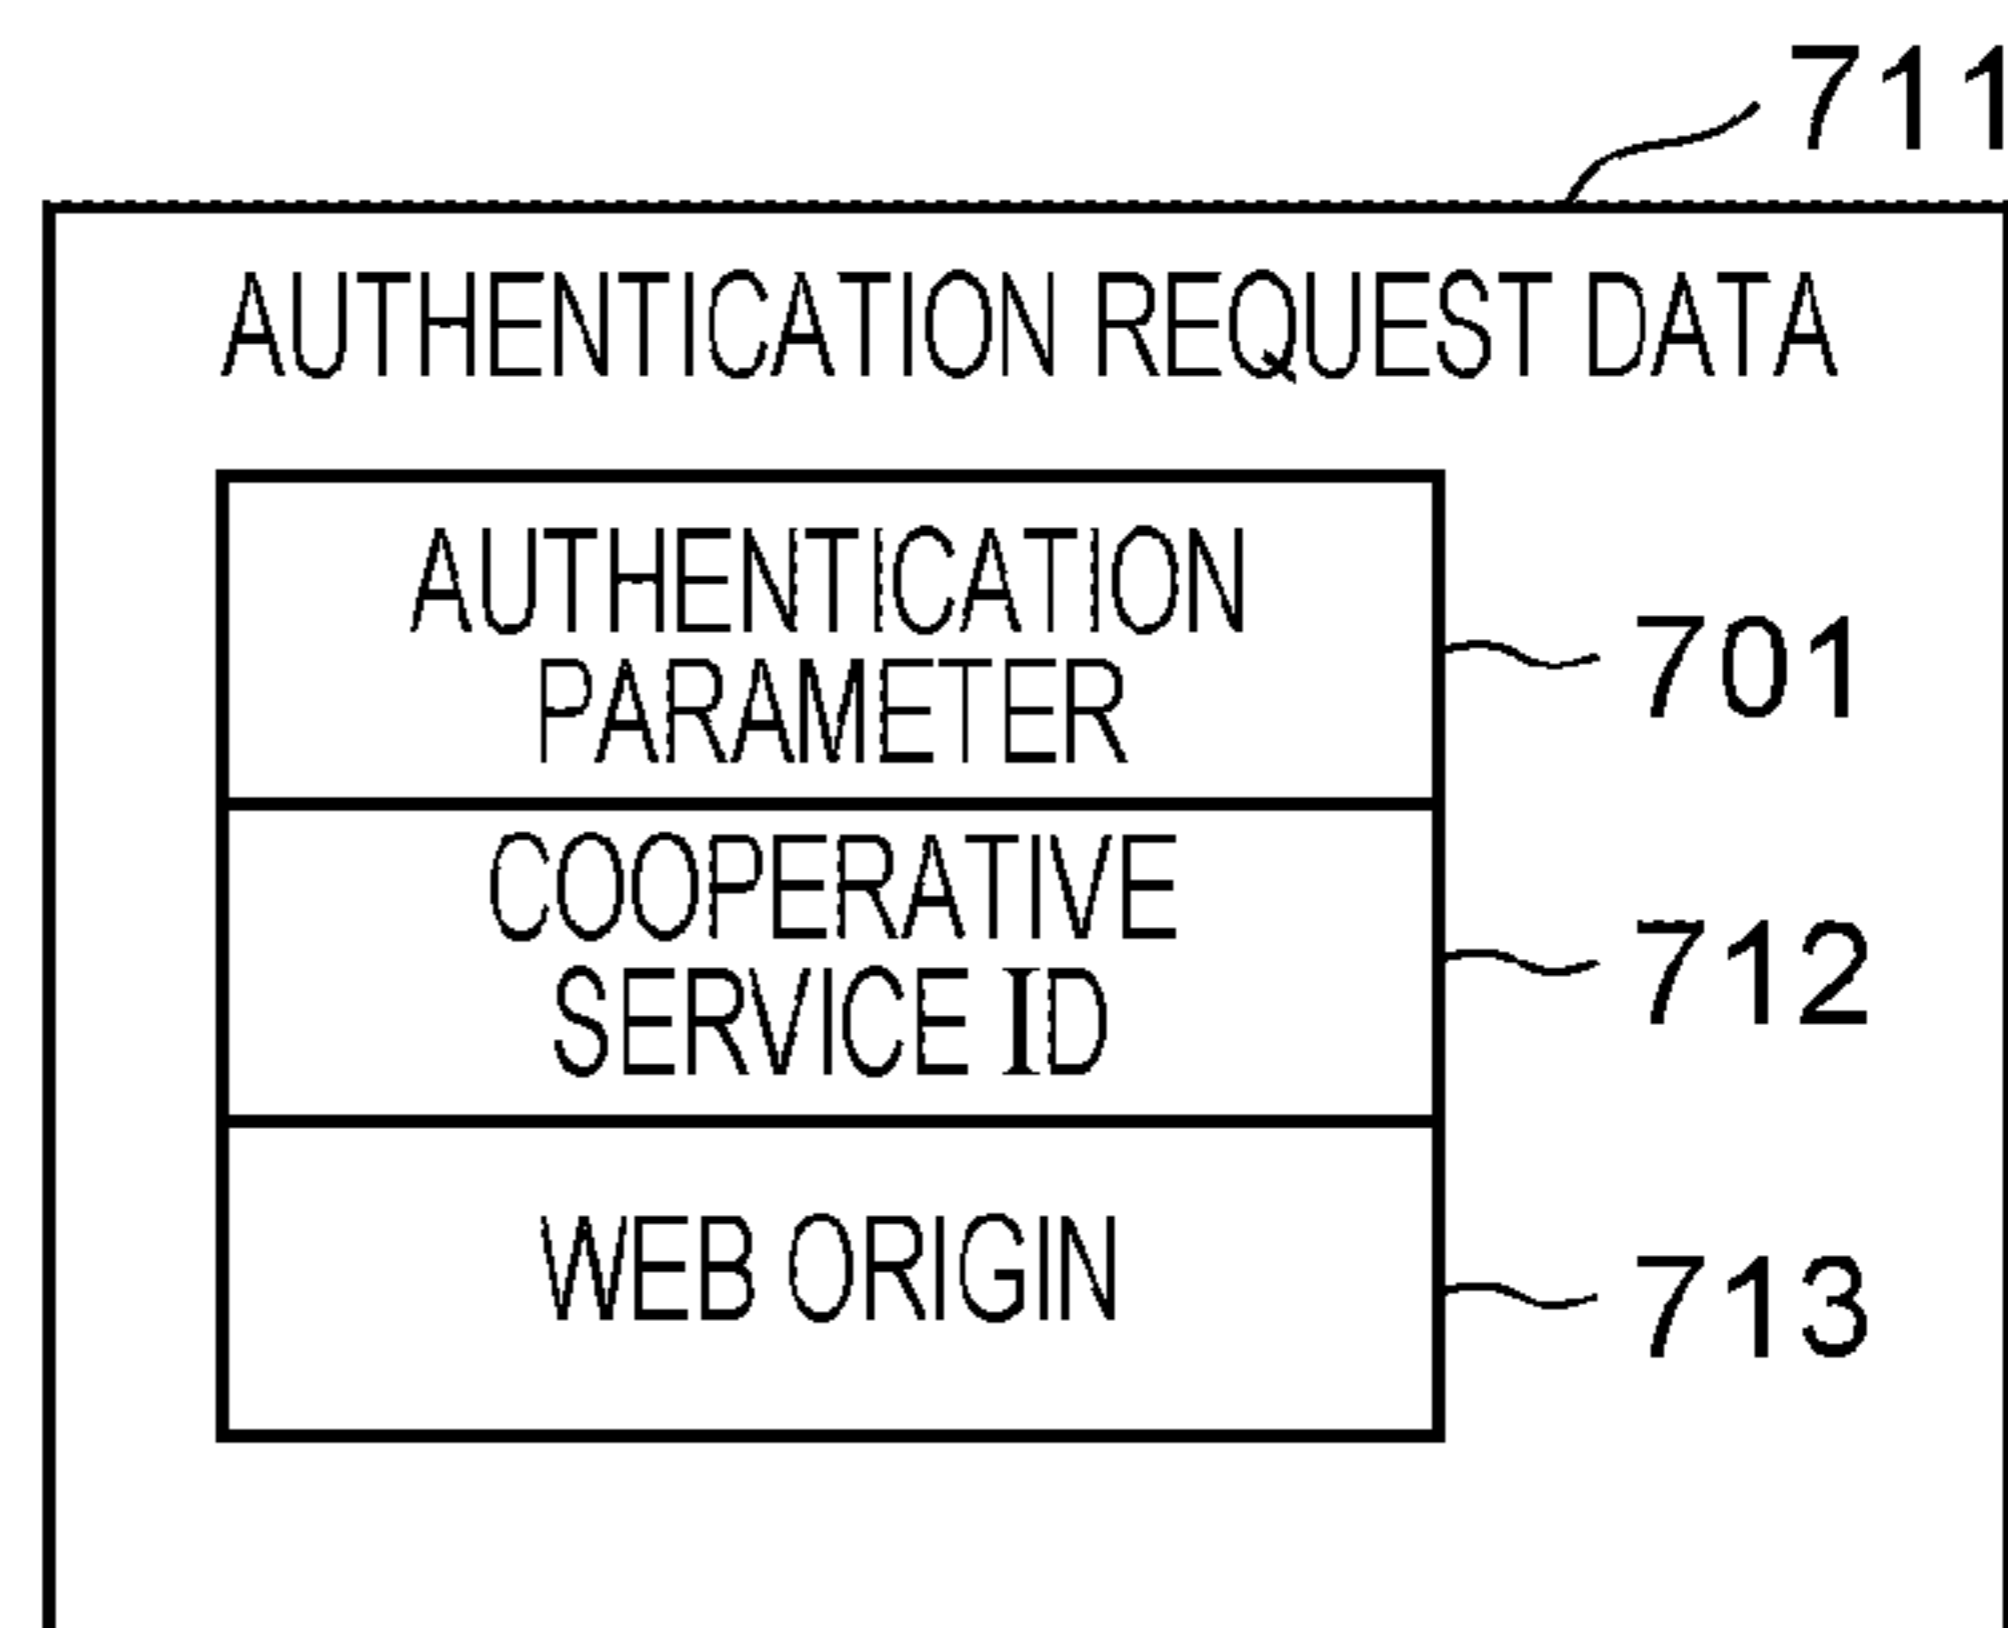 711
AUTHENTICATION REQUEST DATA
AUTHENTICATION
PARAMETER
701
COOPERATIVE
SERVICE ID
712
WEB ORIGIN
713